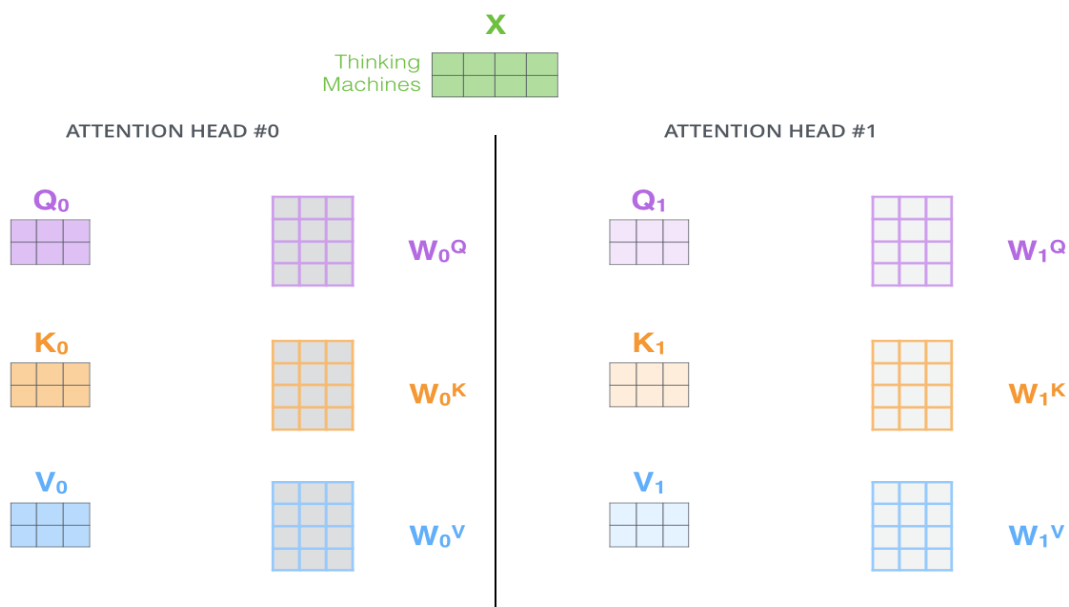 X
Thinking
Machines
ATTENTION HEAD #0
ATTENTION HEAD #1
Q₀
W₀Q
Q₁
W₁Q
K₀
W₀K
K₁
W₁K
V₀
W₀V
V₁
W₁V